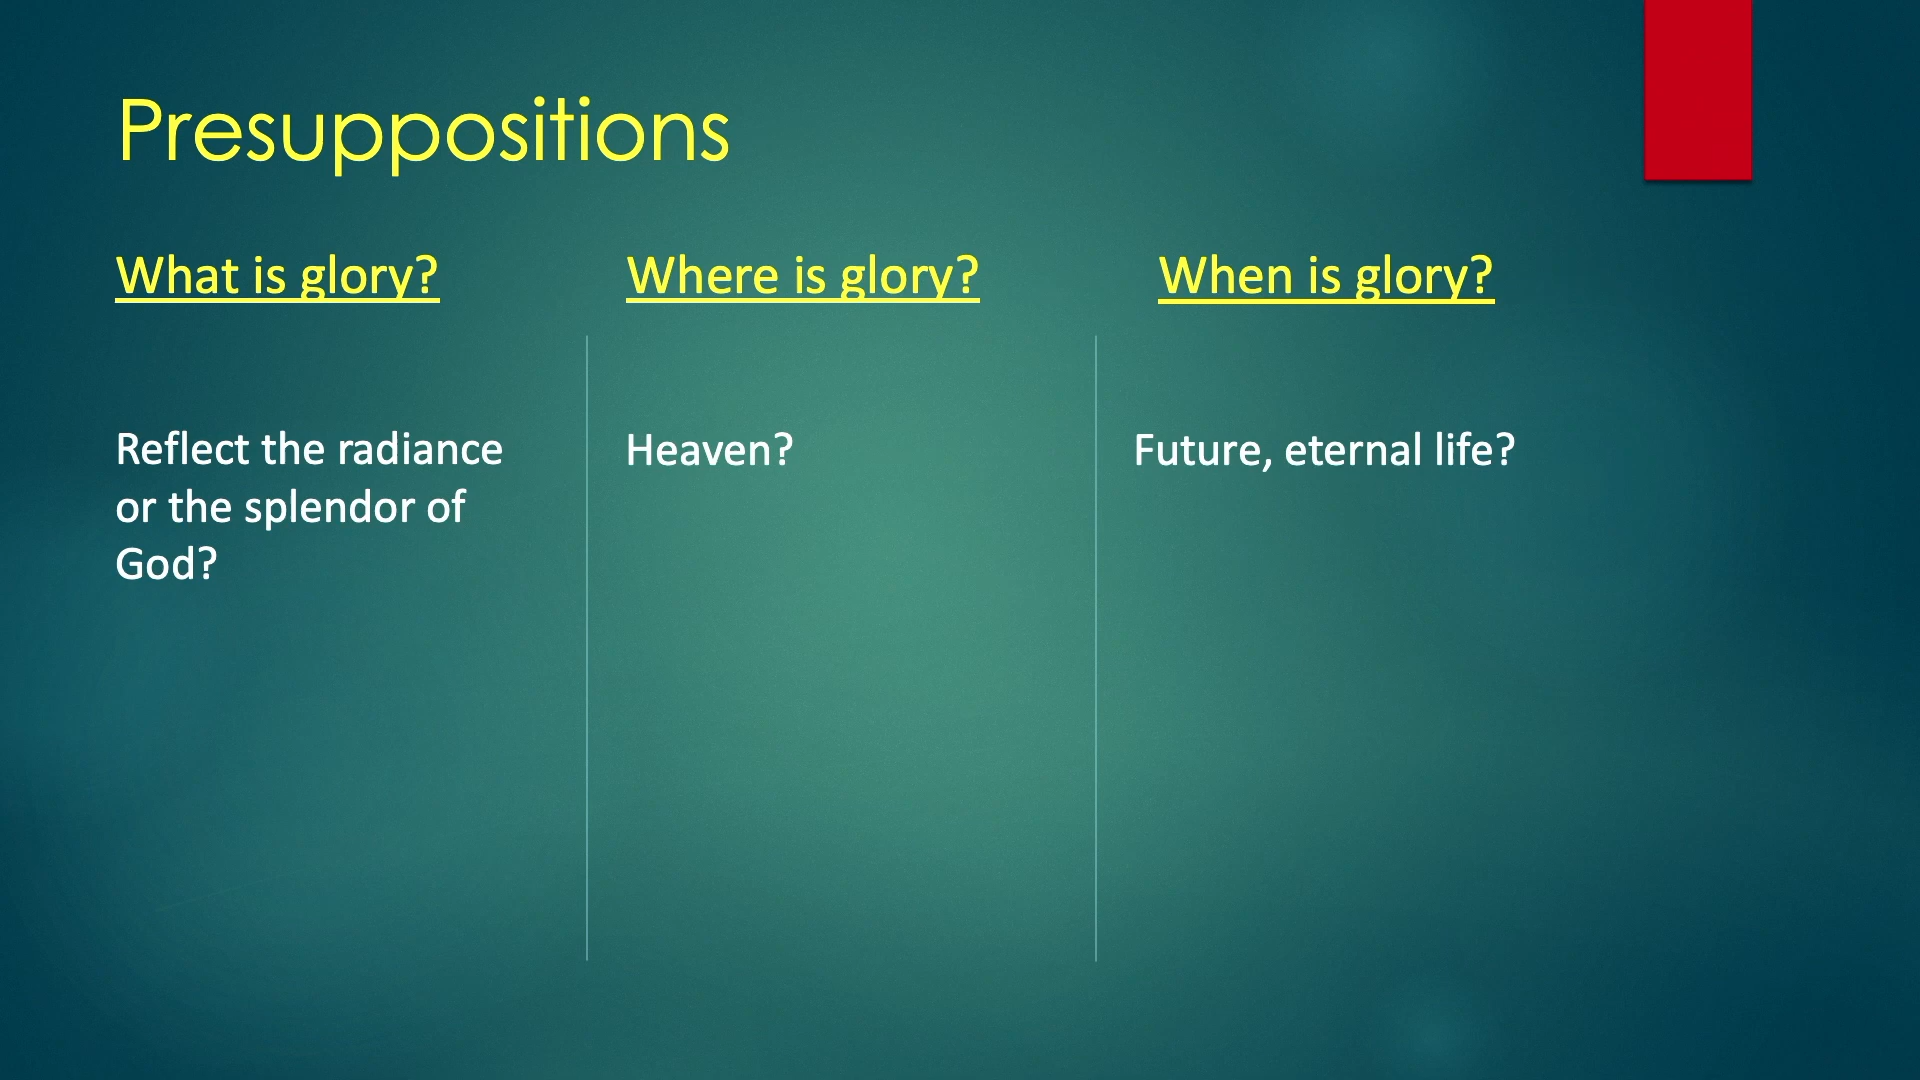 Presuppositions
What is glory?
Where is glory?
When is glory?
Reflect the radiance
or the splendor of
God?
Heaven?
Future, eternal life?